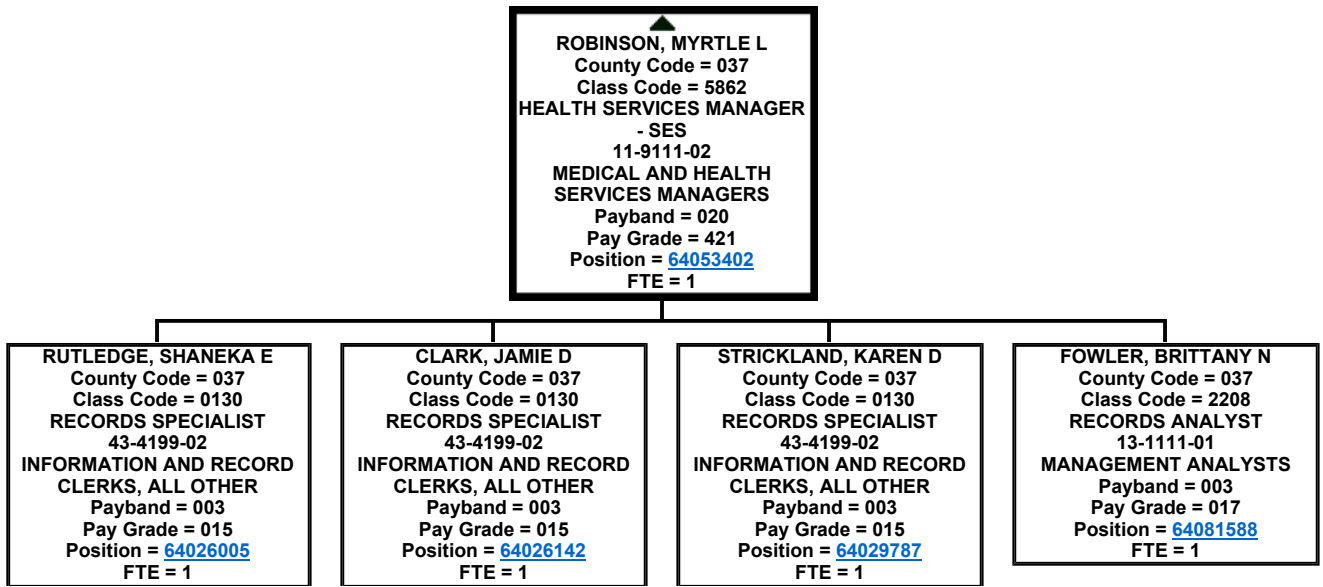 ROBINSON, MYRTLE L
County Code = 037
Class Code = 5862
HEALTH SERVICES MANAGER
- SES
11-9111-02
MEDICAL AND HEALTH
SERVICES MANAGERS
Payband = 020
Pay Grade = 421
Position = 64053402
FTE = 1
RUTLEDGE, SHANEKA E
County Code = 037
Class Code = 0130
RECORDS SPECIALIST
43-4199-02
INFORMATION AND RECORD
CLERKS, ALL OTHER
Payband = 003
Pay Grade = 015
Position = 64026005
FTE = 1
CLARK, JAMIE D
County Code = 037
Class Code = 0130
RECORDS SPECIALIST
43-4199-02
INFORMATION AND RECORD
CLERKS, ALL OTHER
Payband = 003
Pay Grade = 015
Position = 64026142
FTE = 1
STRICKLAND, KAREN D
County Code = 037
Class Code = 0130
RECORDS SPECIALIST
43-4199-02
INFORMATION AND RECORD
CLERKS, ALL OTHER
Payband = 003
Pay Grade = 015
Position = 64029787
FTE = 1
FOWLER, BRITTANY N
County Code = 037
Class Code = 2208
RECORDS ANALYST
13-1111-01
MANAGEMENT ANALYSTS
Payband = 003
Pay Grade = 017
Position = 64081588
FTE = 1